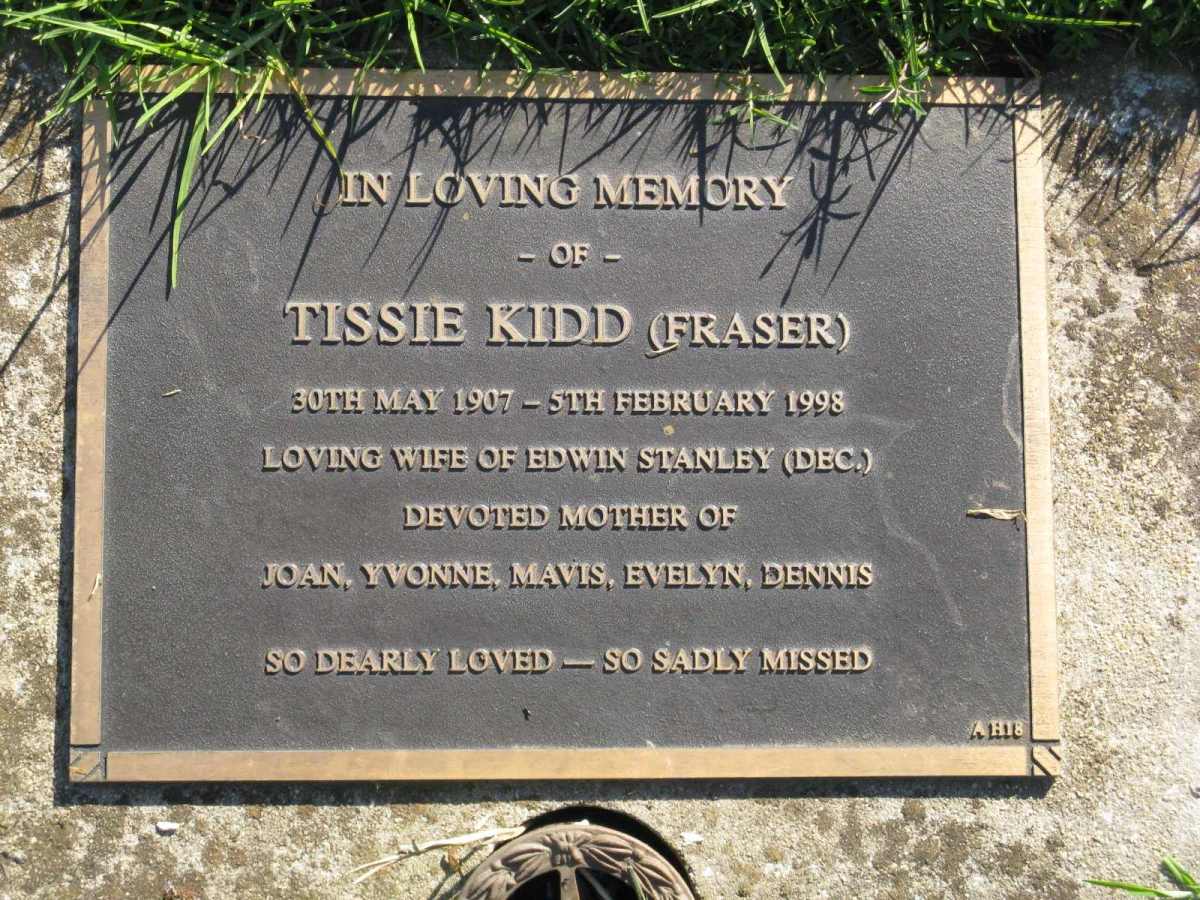 IN LOVING MEMORY
- OF -
TISSIE KIDD (FRASER)
30TH MAY 1907 - 5TH FEBRUARY 1998
LOVING WIFE OF EDWIN STANLEY (DEC.)
DEVOTED MOTHER OF
JOAN, YVONNE, MAVIS, EVELYN, DENNIS
SO DEARLY LOVED — SO SADLY MISSED
A H18